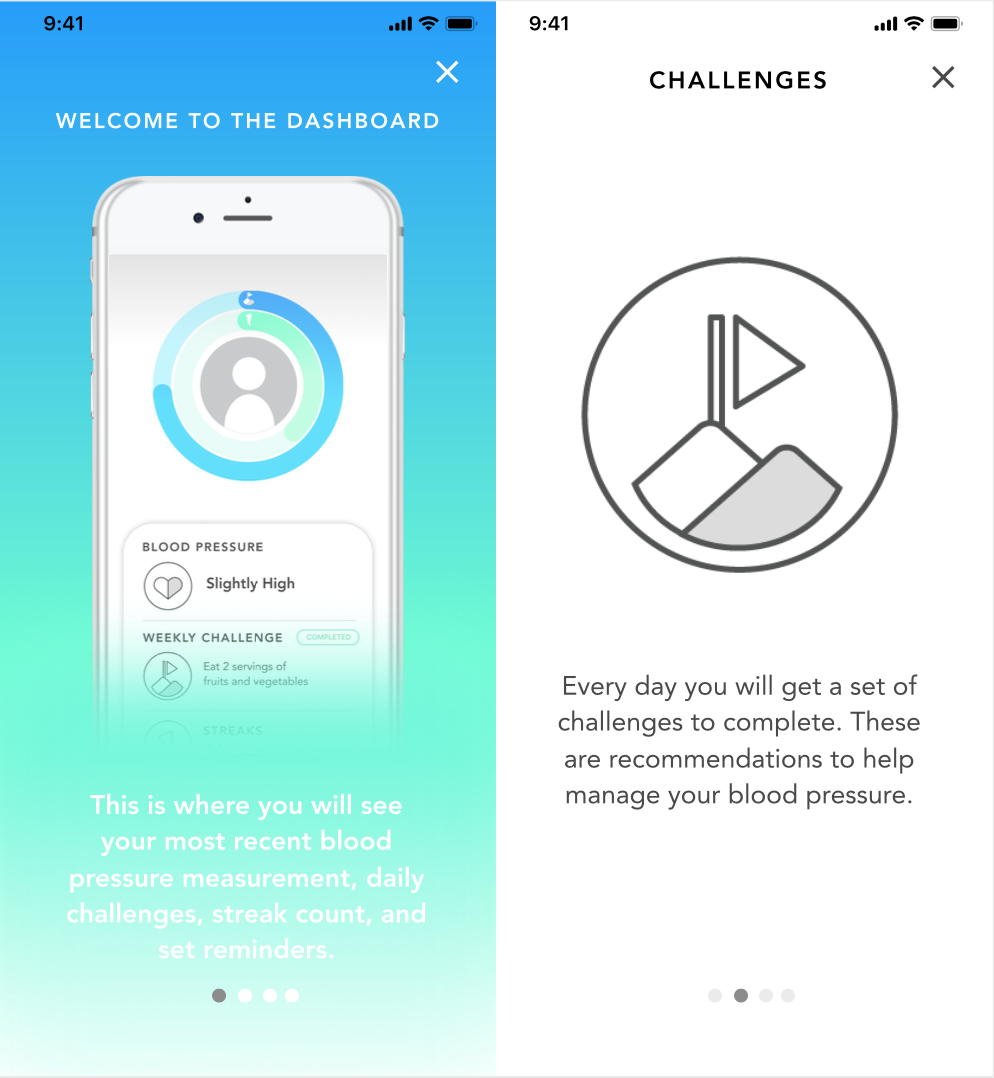 9:41
WELCOME TO THE DASHBOARD
BLOOD PRESSURE
Slightly High
WEEKLY CHALLENGE COMPLETED
Eat 2 servings of
fruits and vegetables
STREAKS
This is where you will see
your most recent blood
pressure measurement, daily
challenges, streak count, and
set reminders.
9:41
CHALLENGES
Every day you will get a set of
challenges to complete. These
are recommendations to help
manage your blood pressure.